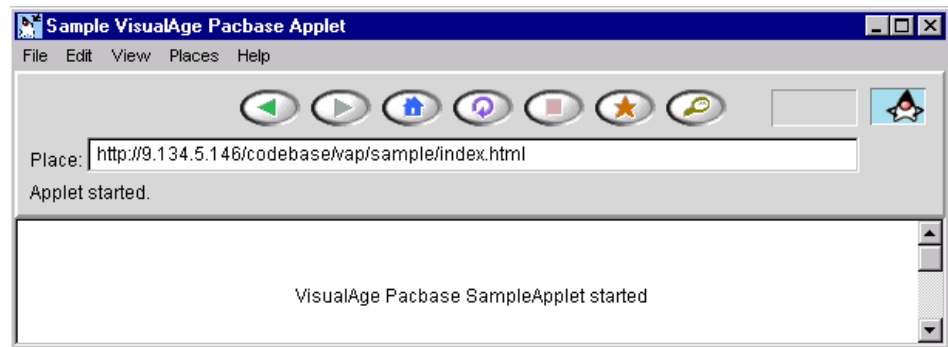 Sample VisualAge Pacbase Applet
File Edit View Places Help
Place: http://9.134.5.146/codebase/vap/sample/index.html
Applet started.
VisualAge Pacbase SampleApplet started